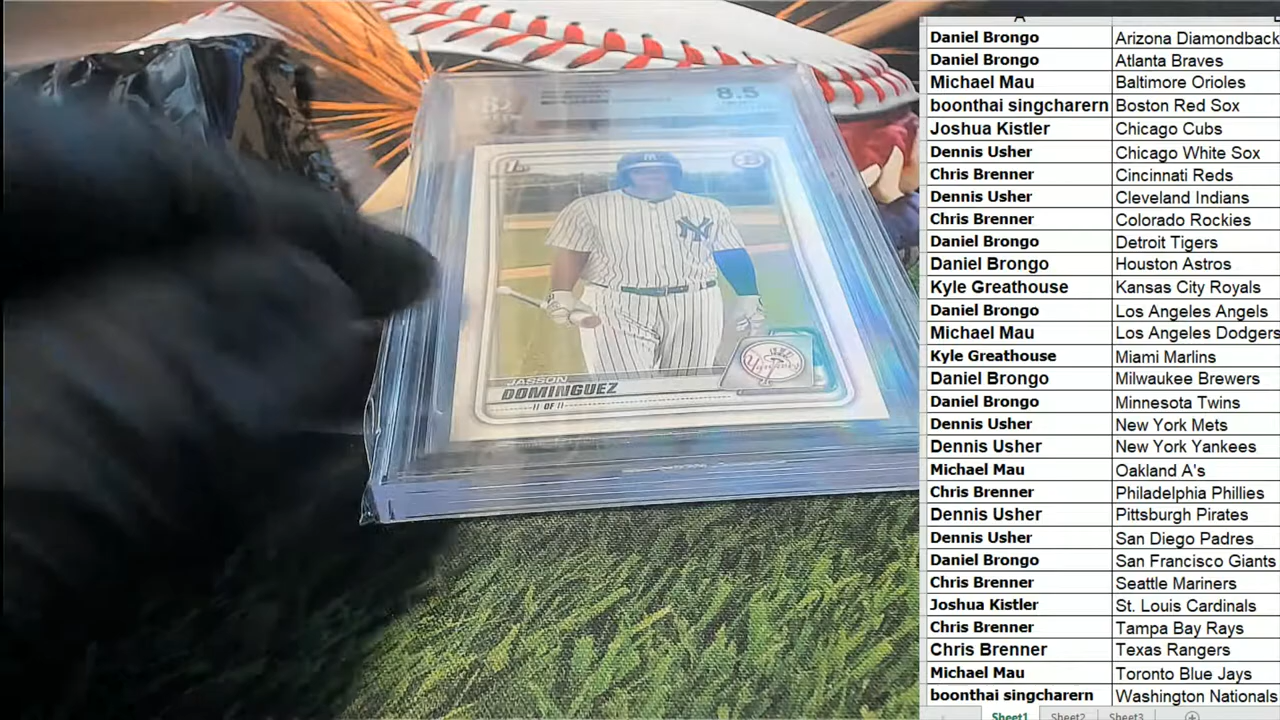 8.5
NY
Yankees
JASSON
DOMINGUEZ
11 OF 11
A
Daniel Brongo Arizona Diamondback
Daniel Brongo Atlanta Braves
Michael Mau Baltimore Orioles
boonthai singcharern Boston Red Sox
Joshua Kistler Chicago Cubs
Dennis Usher Chicago White Sox
Chris Brenner Cincinnati Reds
Dennis Usher Cleveland Indians
Chris Brenner Colorado Rockies
Daniel Brongo Detroit Tigers
Daniel Brongo Houston Astros
Kyle Greathouse Kansas City Royals
Daniel Brongo Los Angeles Angels
Michael Mau Los Angeles Dodgers
Kyle Greathouse Miami Marlins
Daniel Brongo Milwaukee Brewers
Daniel Brongo Minnesota Twins
Dennis Usher New York Mets
Dennis Usher New York Yankees
Michael Mau Oakland A's
Chris Brenner Philadelphia Phillies
Dennis Usher Pittsburgh Pirates
Dennis Usher San Diego Padres
Daniel Brongo San Francisco Giants
Chris Brenner Seattle Mariners
Joshua Kistler St. Louis Cardinals
Chris Brenner Tampa Bay Rays
Chris Brenner Texas Rangers
Michael Mau Toronto Blue Jays
boonthai singcharern Washington Nationals
Sheet1 Sheet2 Sheet3